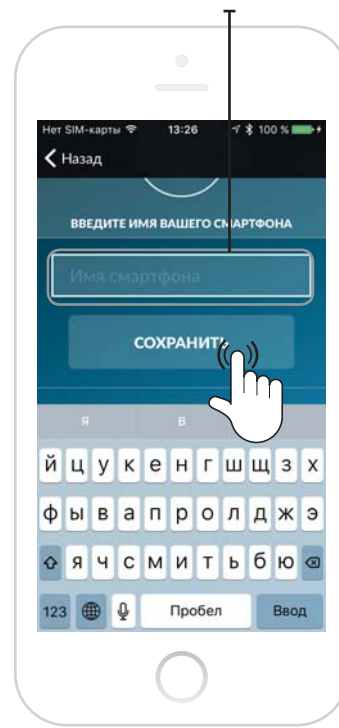 Нет SIM-карты 13:26 100 %
Назад
ВВЕДИТЕ ИМЯ ВАШЕГО СМАРТФОНА
Имя смартфона
СОХРАНИТЬ
я в
й ц у к е н г ш щ з х
ф ы в а п р о л д ж э
я ч с м и т ь б ю
123 Пробел Ввод